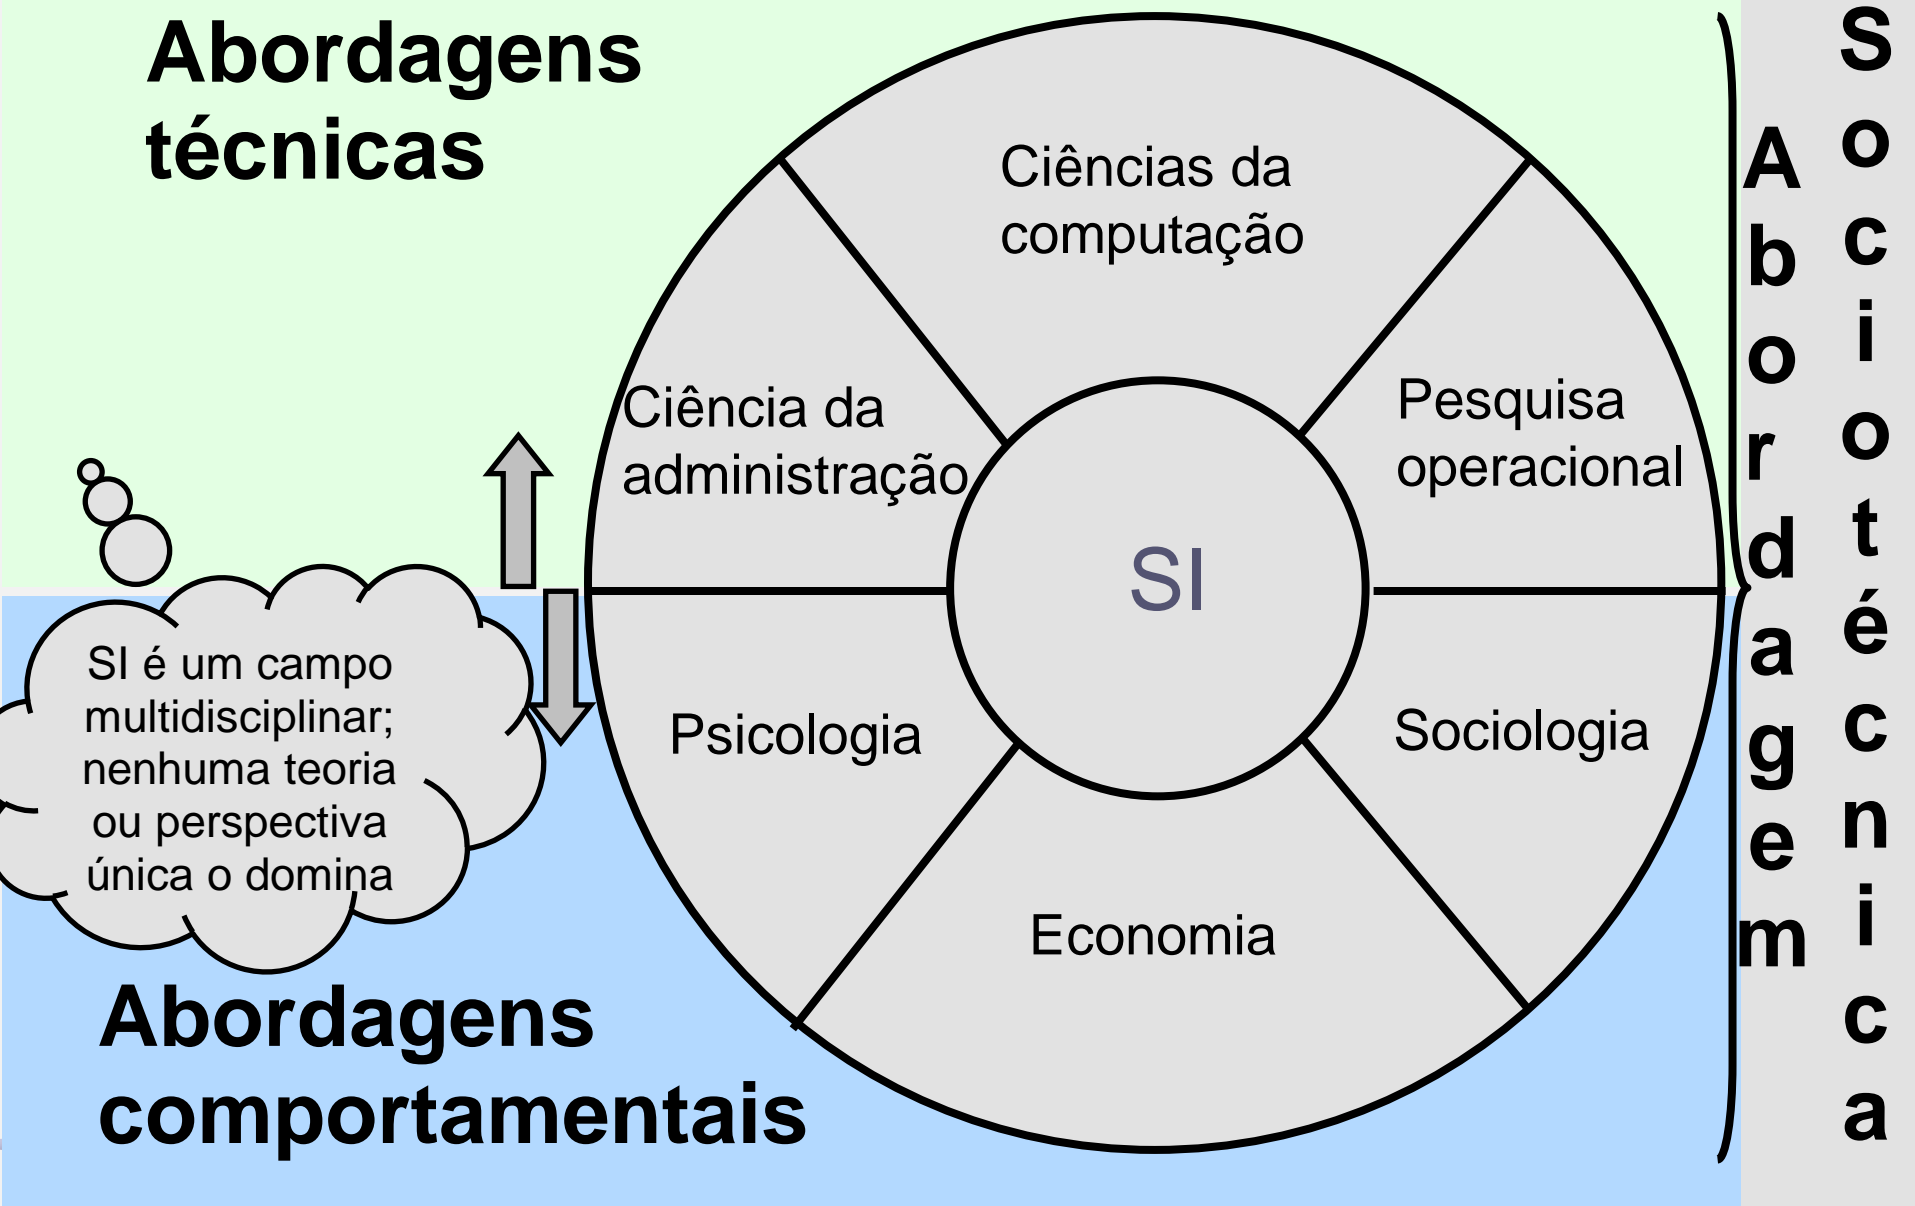 Abordagens
técnicas
Ciências da
computação
Ciência da
administração
Pesquisa
operacional
SI
SI é um campo
multidisciplinar;
nenhuma teoria
ou perspectiva
única o domina
Psicologia
Sociologia
Economia
Abordagens
comportamentais
Abordagem
Sociotécnica